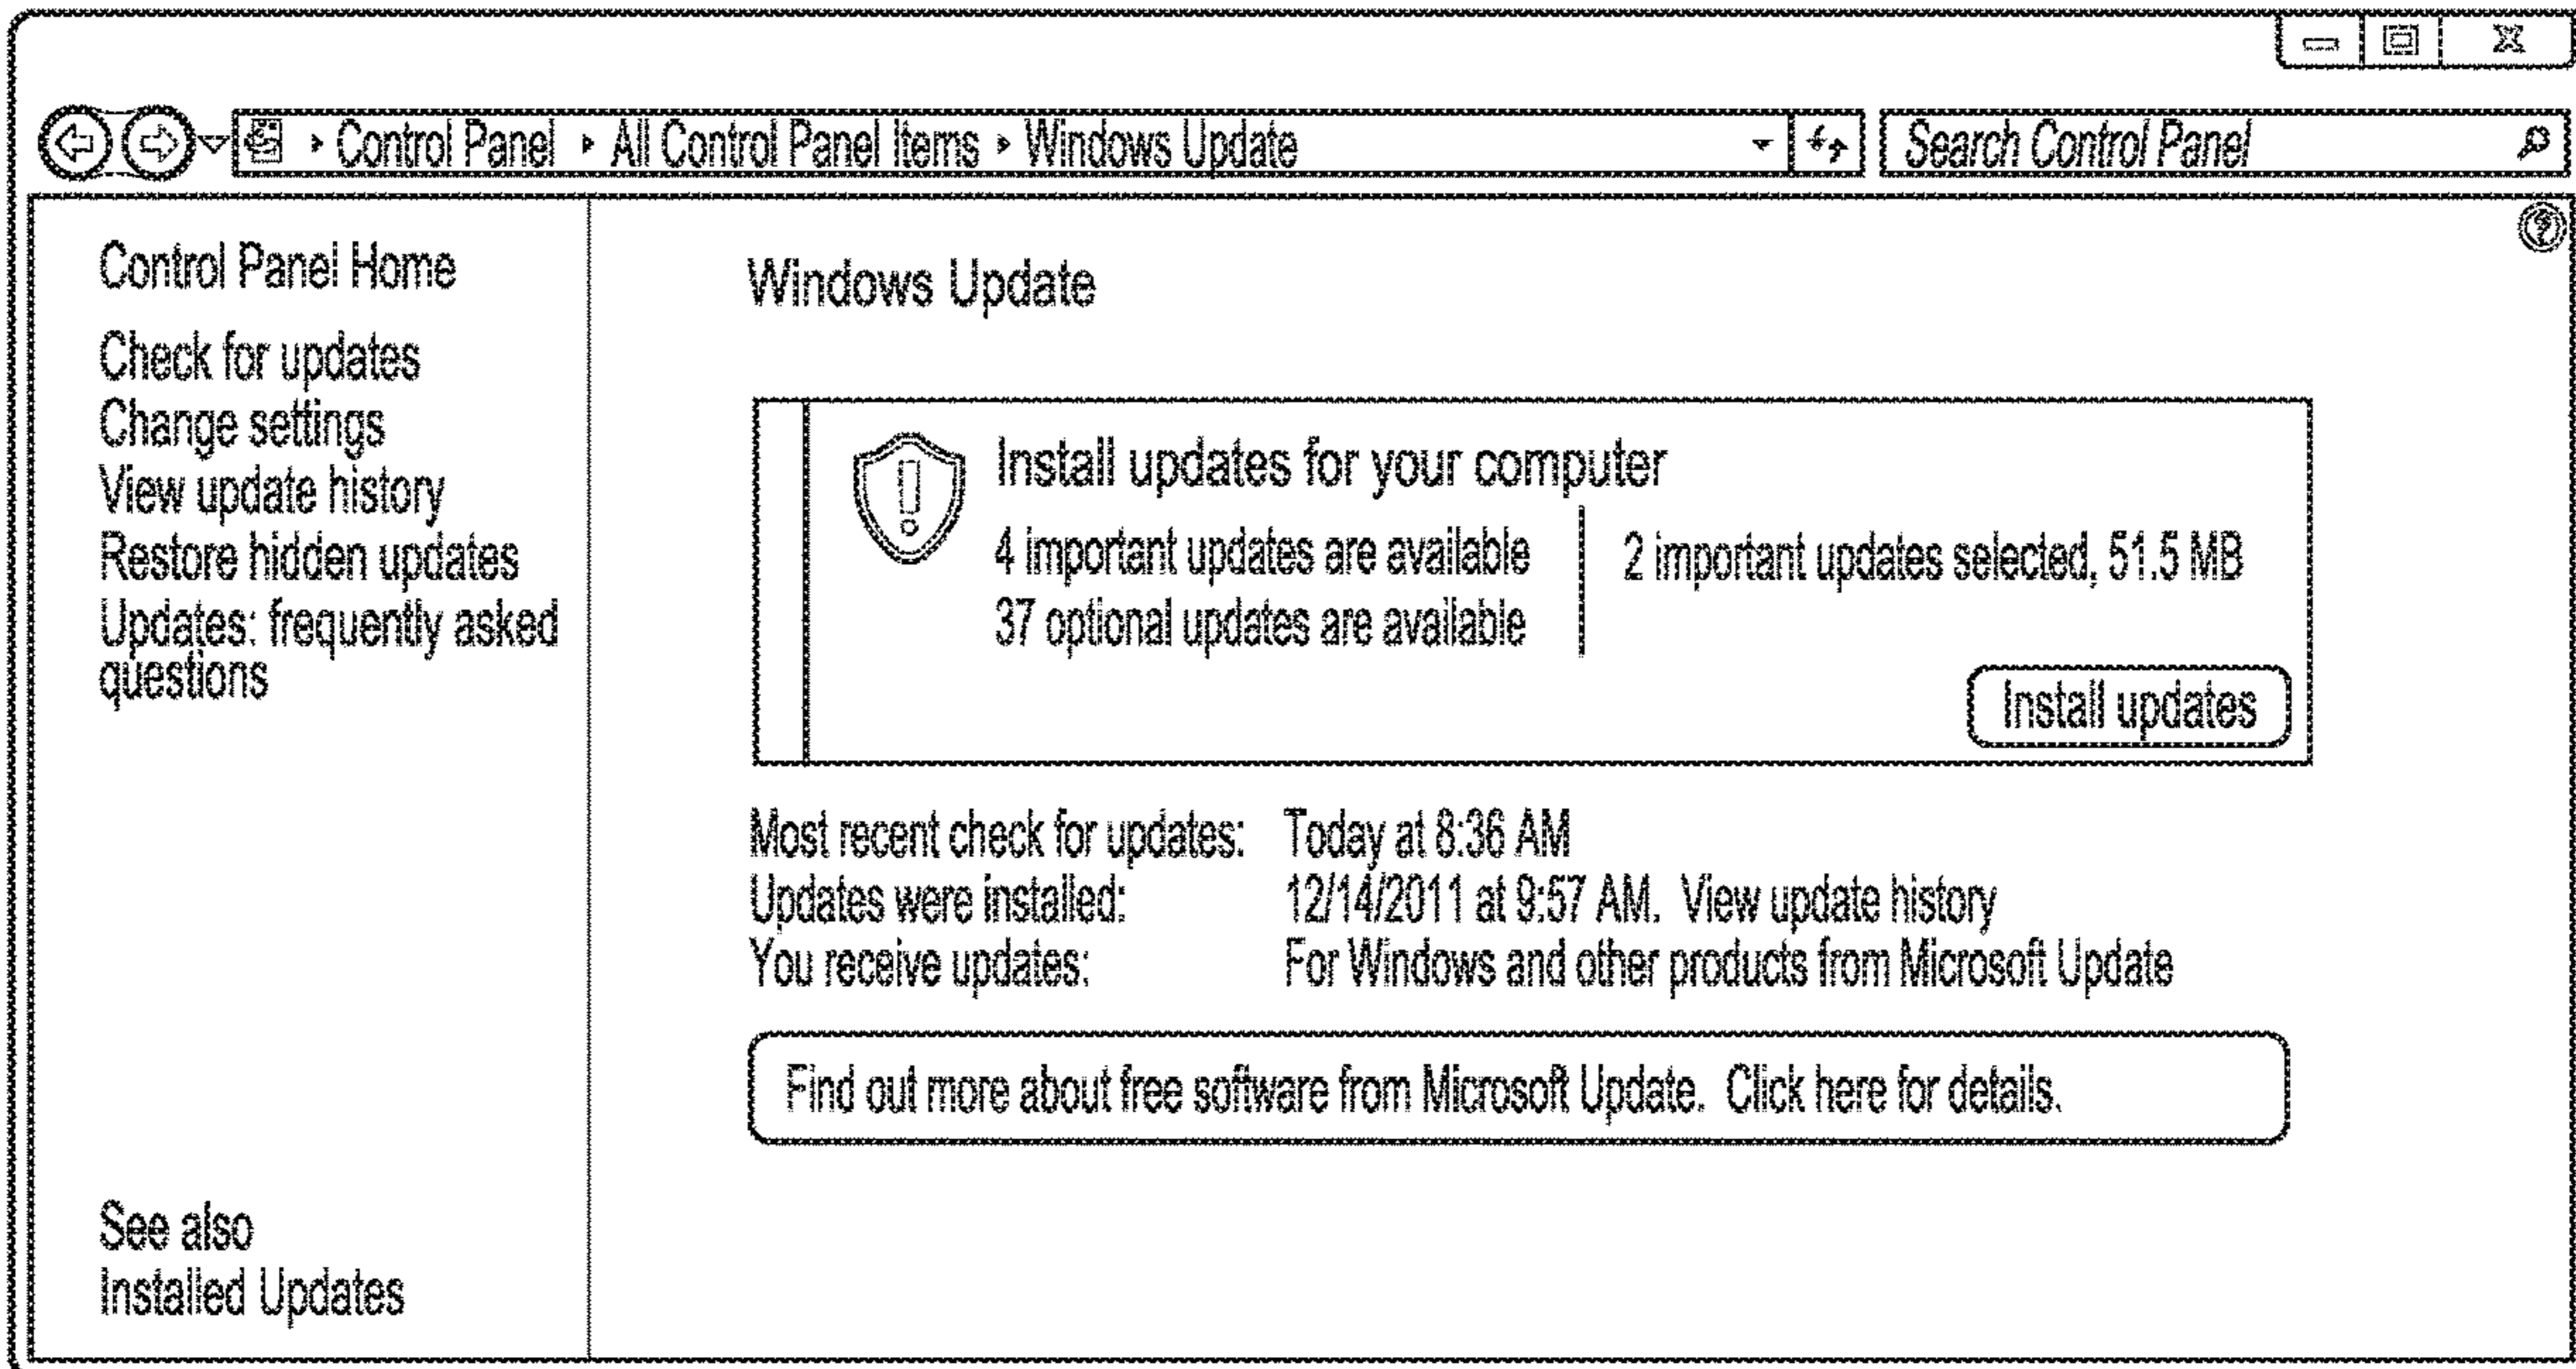 Control Panel ▸ All Control Panel Items ▸ Windows Update
Search Control Panel
Control Panel Home
Check for updates
Change settings
View update history
Restore hidden updates
Updates: frequently asked
questions
See also
Installed Updates
Windows Update
Install updates for your computer
4 important updates are available
37 optional updates are available
2 important updates selected, 51.5 MB
Install updates
Most recent check for updates: Today at 8:36 AM
Updates were installed: 12/14/2011 at 9:57 AM. View update history
You receive updates: For Windows and other products from Microsoft Update
Find out more about free software from Microsoft Update. Click here for details.